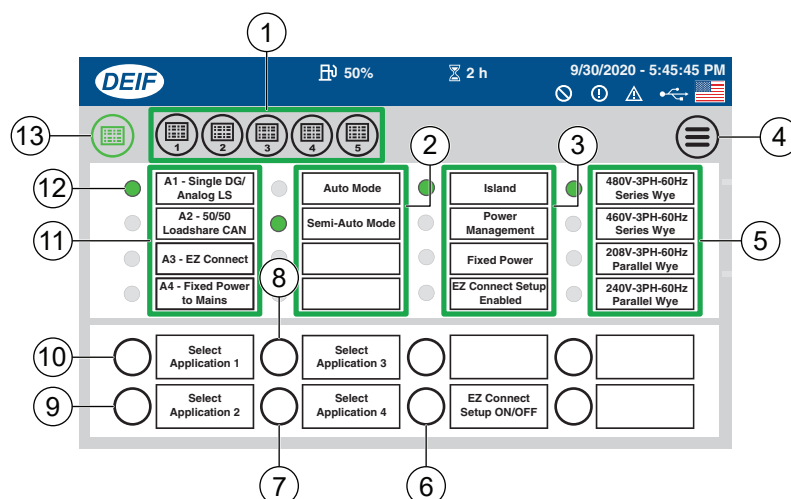 1
DEIF
50%
2 h
9/30/2020 - 5:45:45 PM
13
1
2
3
4
5
4
2
3
12
A1 - Single DG/
Analog LS
Auto Mode
Island
480V-3PH-60Hz
Series Wye
A2 - 50/50
Loadshare CAN
Semi-Auto Mode
Power
Management
460V-3PH-60Hz
Series Wye
11
5
A3 - EZ Connect
8
Fixed Power
208V-3PH-60Hz
Parallel Wye
A4 - Fixed Power
to Mains
EZ Connect Setup
Enabled
240V-3PH-60Hz
Parallel Wye
10
Select
Application 1
Select
Application 3
9
Select
Application 2
Select
Application 4
EZ Connect
Setup ON/OFF
7
6